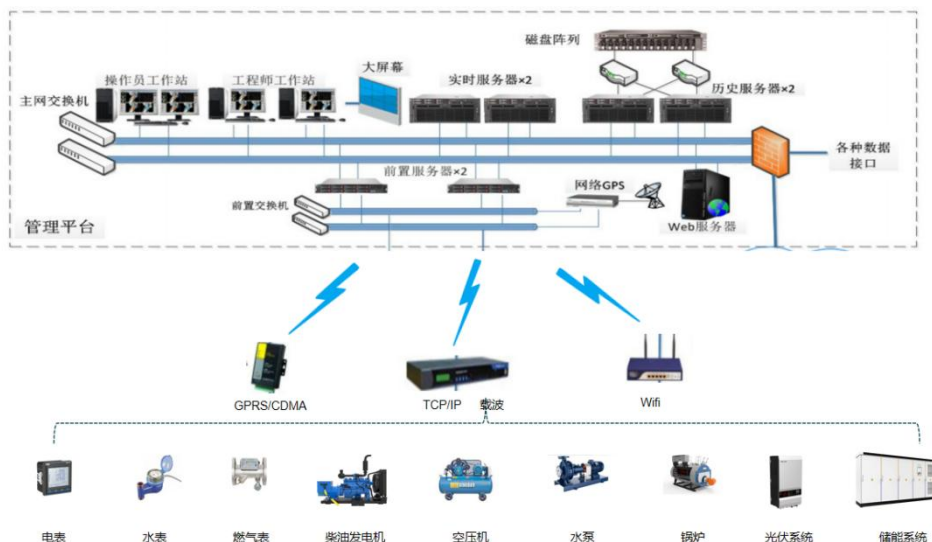 磁盘阵列
大屏幕
操作员工作站
工程师工作站
实时服务器×2
历史服务器×2
主网交换机
各种数据
接口
前置服务器×2
网络GPS
前置交换机
管理平台
Web服务器
GPRS/CDMA
TCP/IP
载波
Wifi
电表
水表
燃气表
柴油发电机
空压机
水泵
锅炉
光伏系统
储能系统